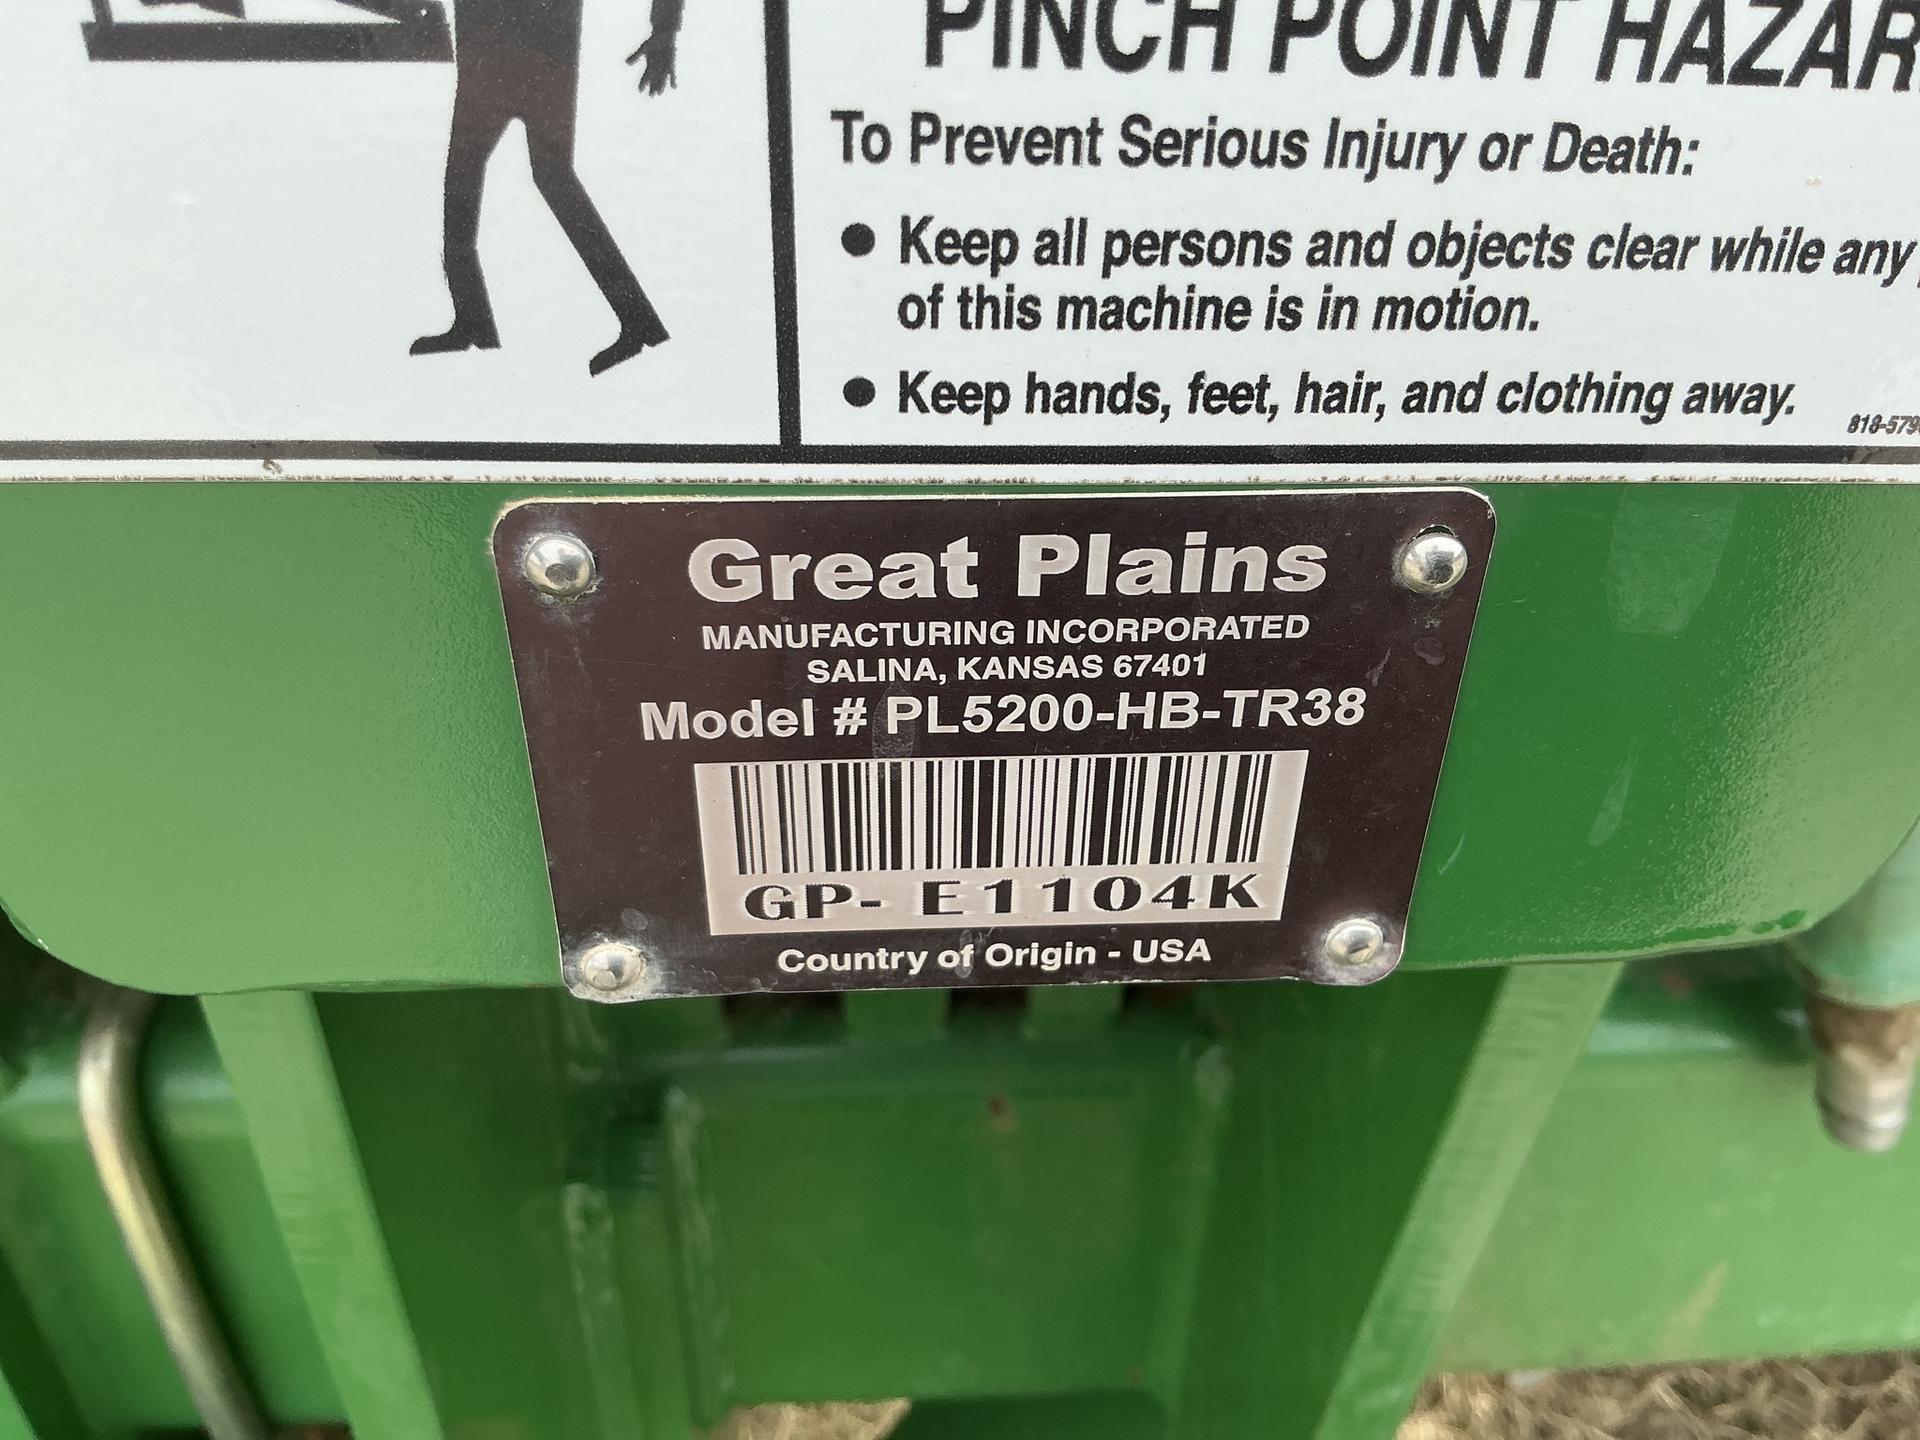 PINCH POINT HAZAR
To Prevent Serious Injury or Death:
● Keep all persons and objects clear while any
of this machine is in motion.
● Keep hands, feet, hair, and clothing away.
818-579
Great Plains
MANUFACTURING INCORPORATED
SALINA, KANSAS 67401
Model # PL5200-HB-TR38
GP- E1104K
Country of Origin - USA